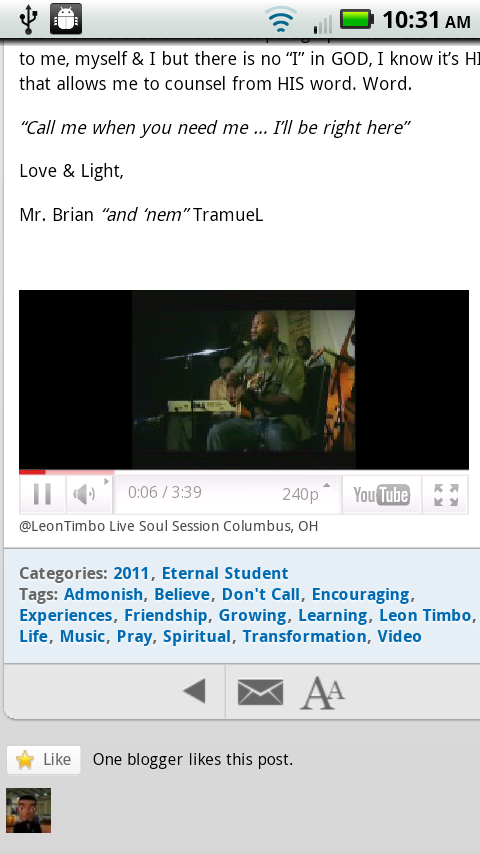 10:31 AM
to me, myself & I but there is no “I” in GOD, I know it’s HI
that allows me to counsel from HIS word. Word.
“Call me when you need me ... I’ll be right here”
Love & Light,
Mr. Brian “and ‘nem” TramueL
0:06 / 3:39 240p YouTube
@LeonTimbo Live Soul Session Columbus, OH
Categories: 2011, Eternal Student
Tags: Admonish, Believe, Don't Call, Encouraging,
Experiences, Friendship, Growing, Learning, Leon Timbo,
Life, Music, Pray, Spiritual, Transformation, Video
AA
Like One blogger likes this post.